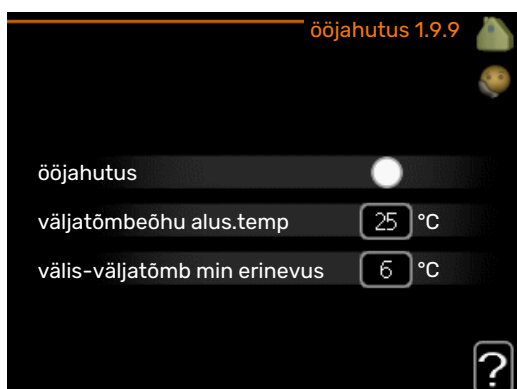 ööjahutus 1.9.9
ööjahutus
väljatõmbeõhu alus.temp 25 °C
välis-väljatõmb min erinevus 6 °C
?